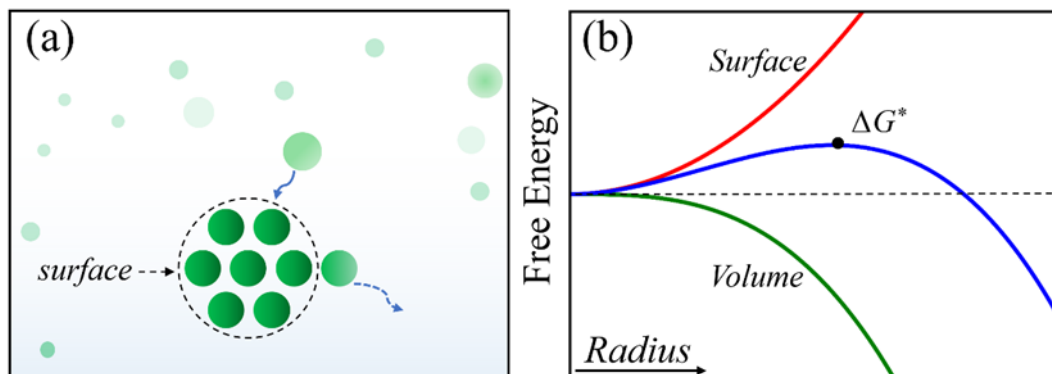 (a)
surface
(b)
Surface
ΔG*
Volume
Free Energy
Radius